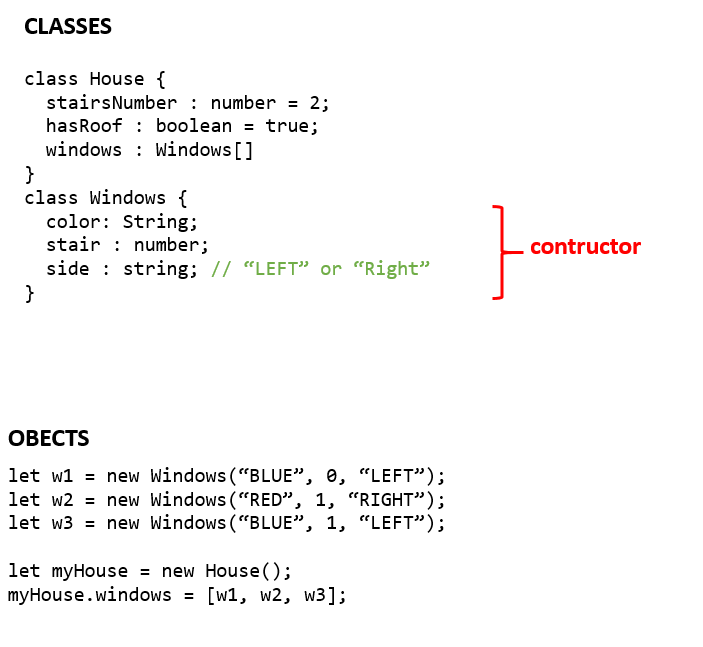 CLASSES
class House {
  stairsNumber : number = 2;
  hasRoof : boolean = true;
  windows : Windows[]
}
class Windows {
  color: String;
  stair : number;
  side : string; // “LEFT” or “Right”
}
contructor
OBECTS
let w1 = new Windows(“BLUE”, 0, “LEFT”);
let w2 = new Windows(“RED”, 1, “RIGHT”);
let w3 = new Windows(“BLUE”, 1, “LEFT”);
let myHouse = new House();
myHouse.windows = [w1, w2, w3];